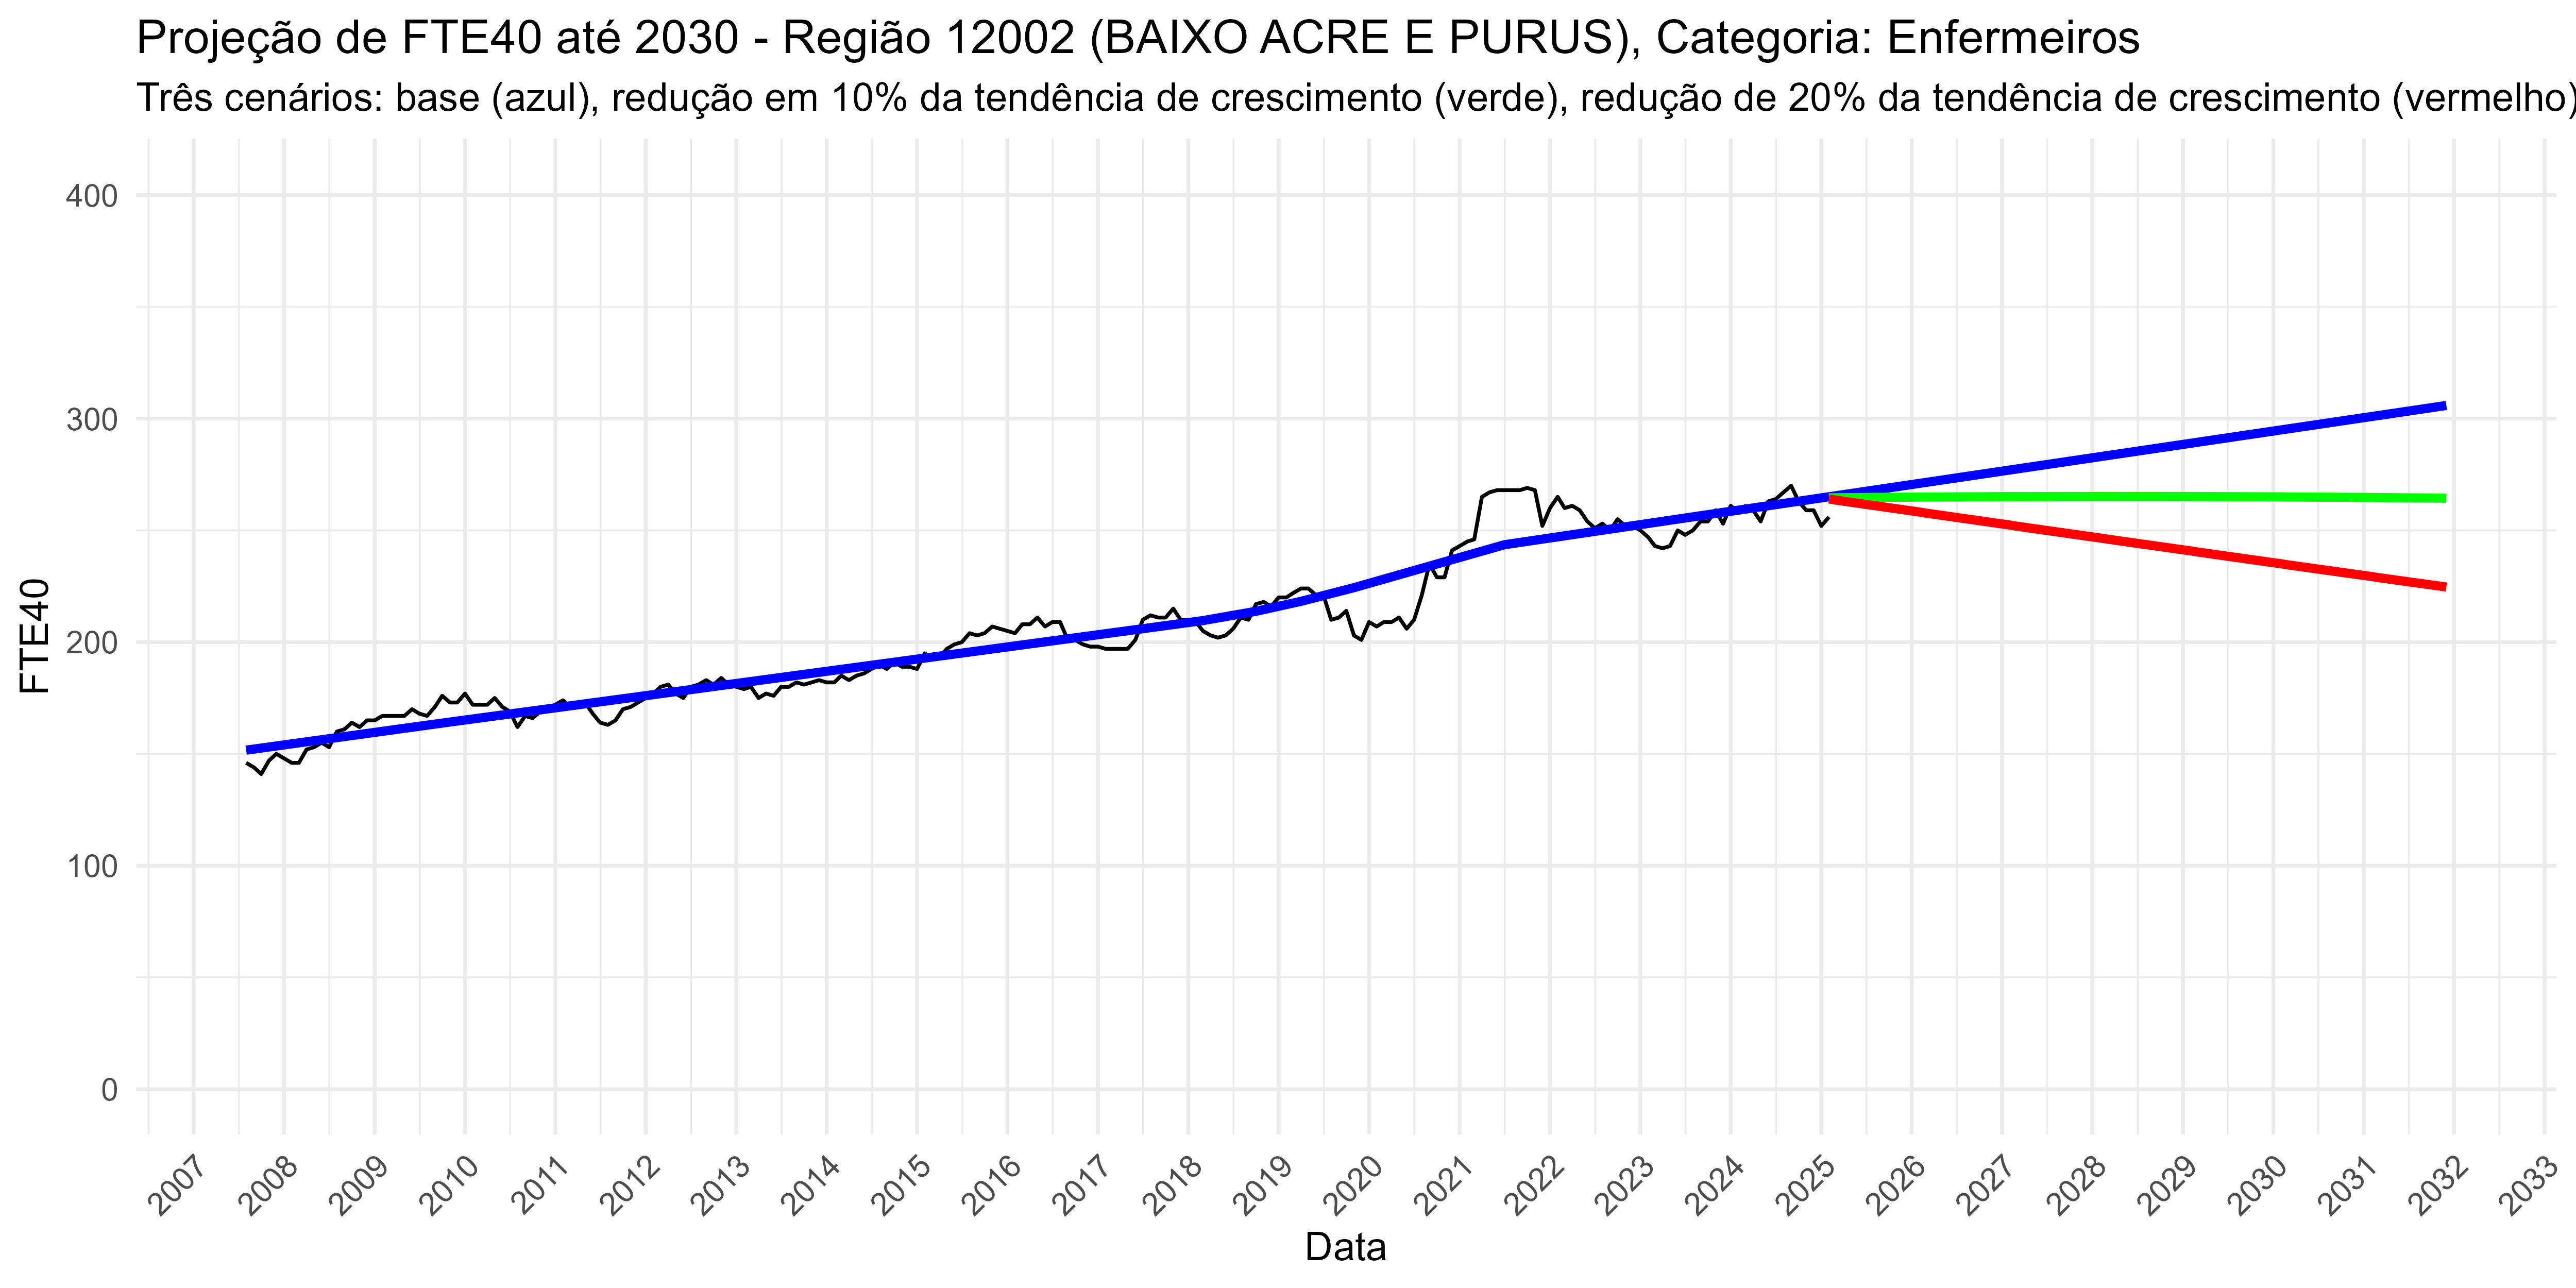 Projeção de FTE40 até 2030 - Região 12002 (BAIXO ACRE E PURUS), Categoria: Enfermeiros
Três cenários: base (azul), redução em 10% da tendência de crescimento (verde), redução de 20% da tendência de crescimento (vermelho)
400
300
200
100
0
FTE40
2007 2008 2009 2010 2011 2012 2013 2014 2015 2016 2017 2018 2019 2020 2021 2022 2023 2024 2025 2026 2027 2028 2029 2030 2031 2032 2033
Data